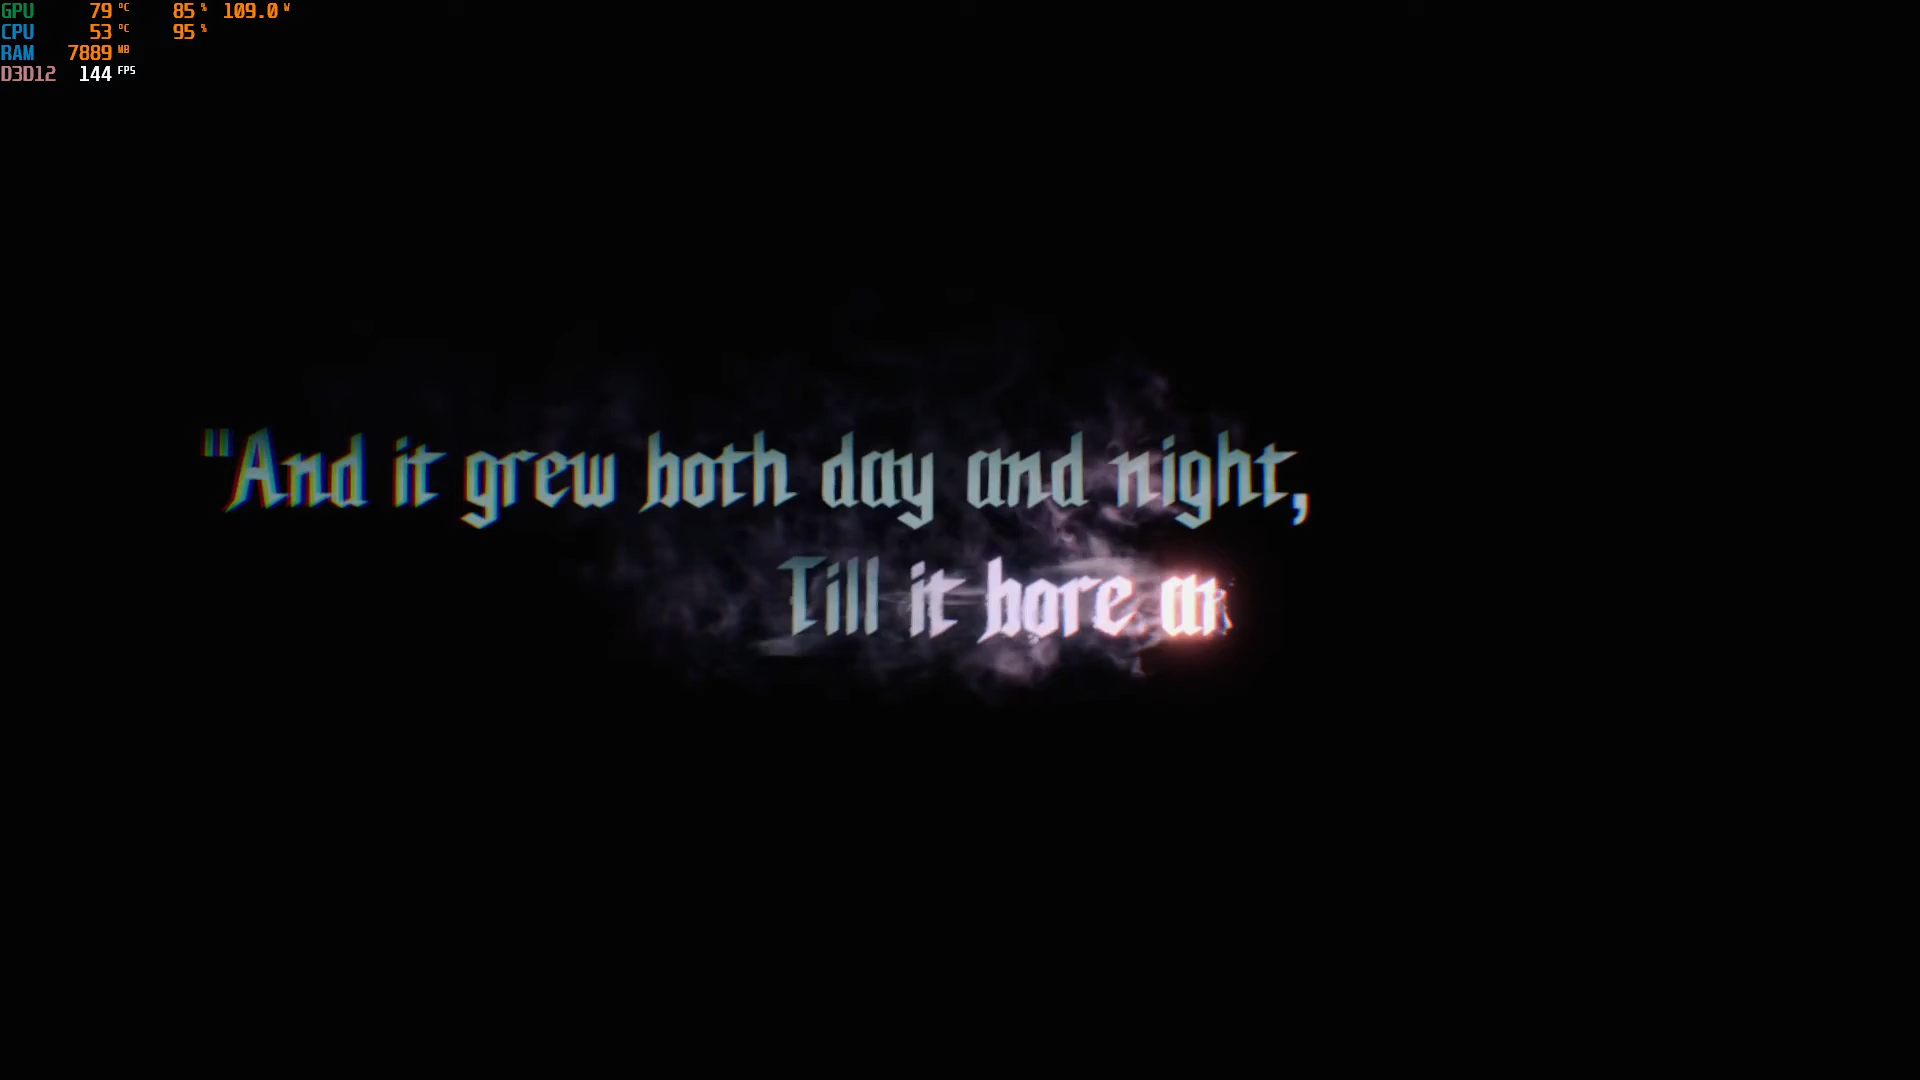 GPU 79 °C 85 % 109.0 W
CPU 53 °C 95 %
RAM 7889 MB
D3D12 144 FPS
"And it grew both day and night,
Till it bore an